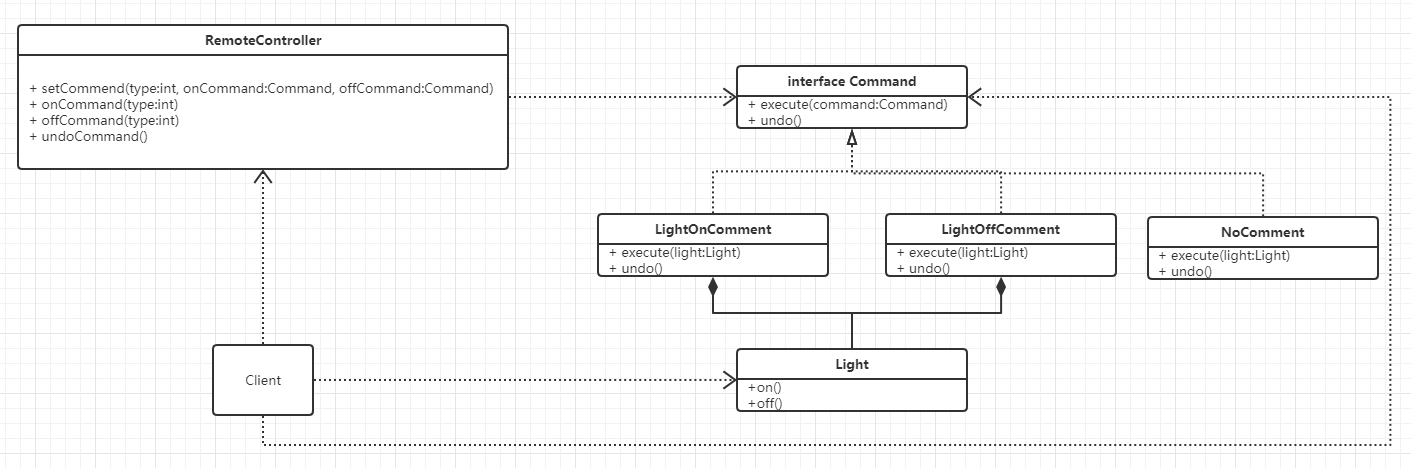 RemoteController
+ setCommend(type:int, onCommand:Command, offCommand:Command)
+ onCommand(type:int)
+ offCommand(type:int)
+ undoCommand()
interface Command
+ execute(command:Command)
+ undo()
LightOnComment
+ execute(light:Light)
+ undo()
LightOffComment
+ execute(light:Light)
+ undo()
NoComment
+ execute(light:Light)
+ undo()
Client
Light
+on()
+off()